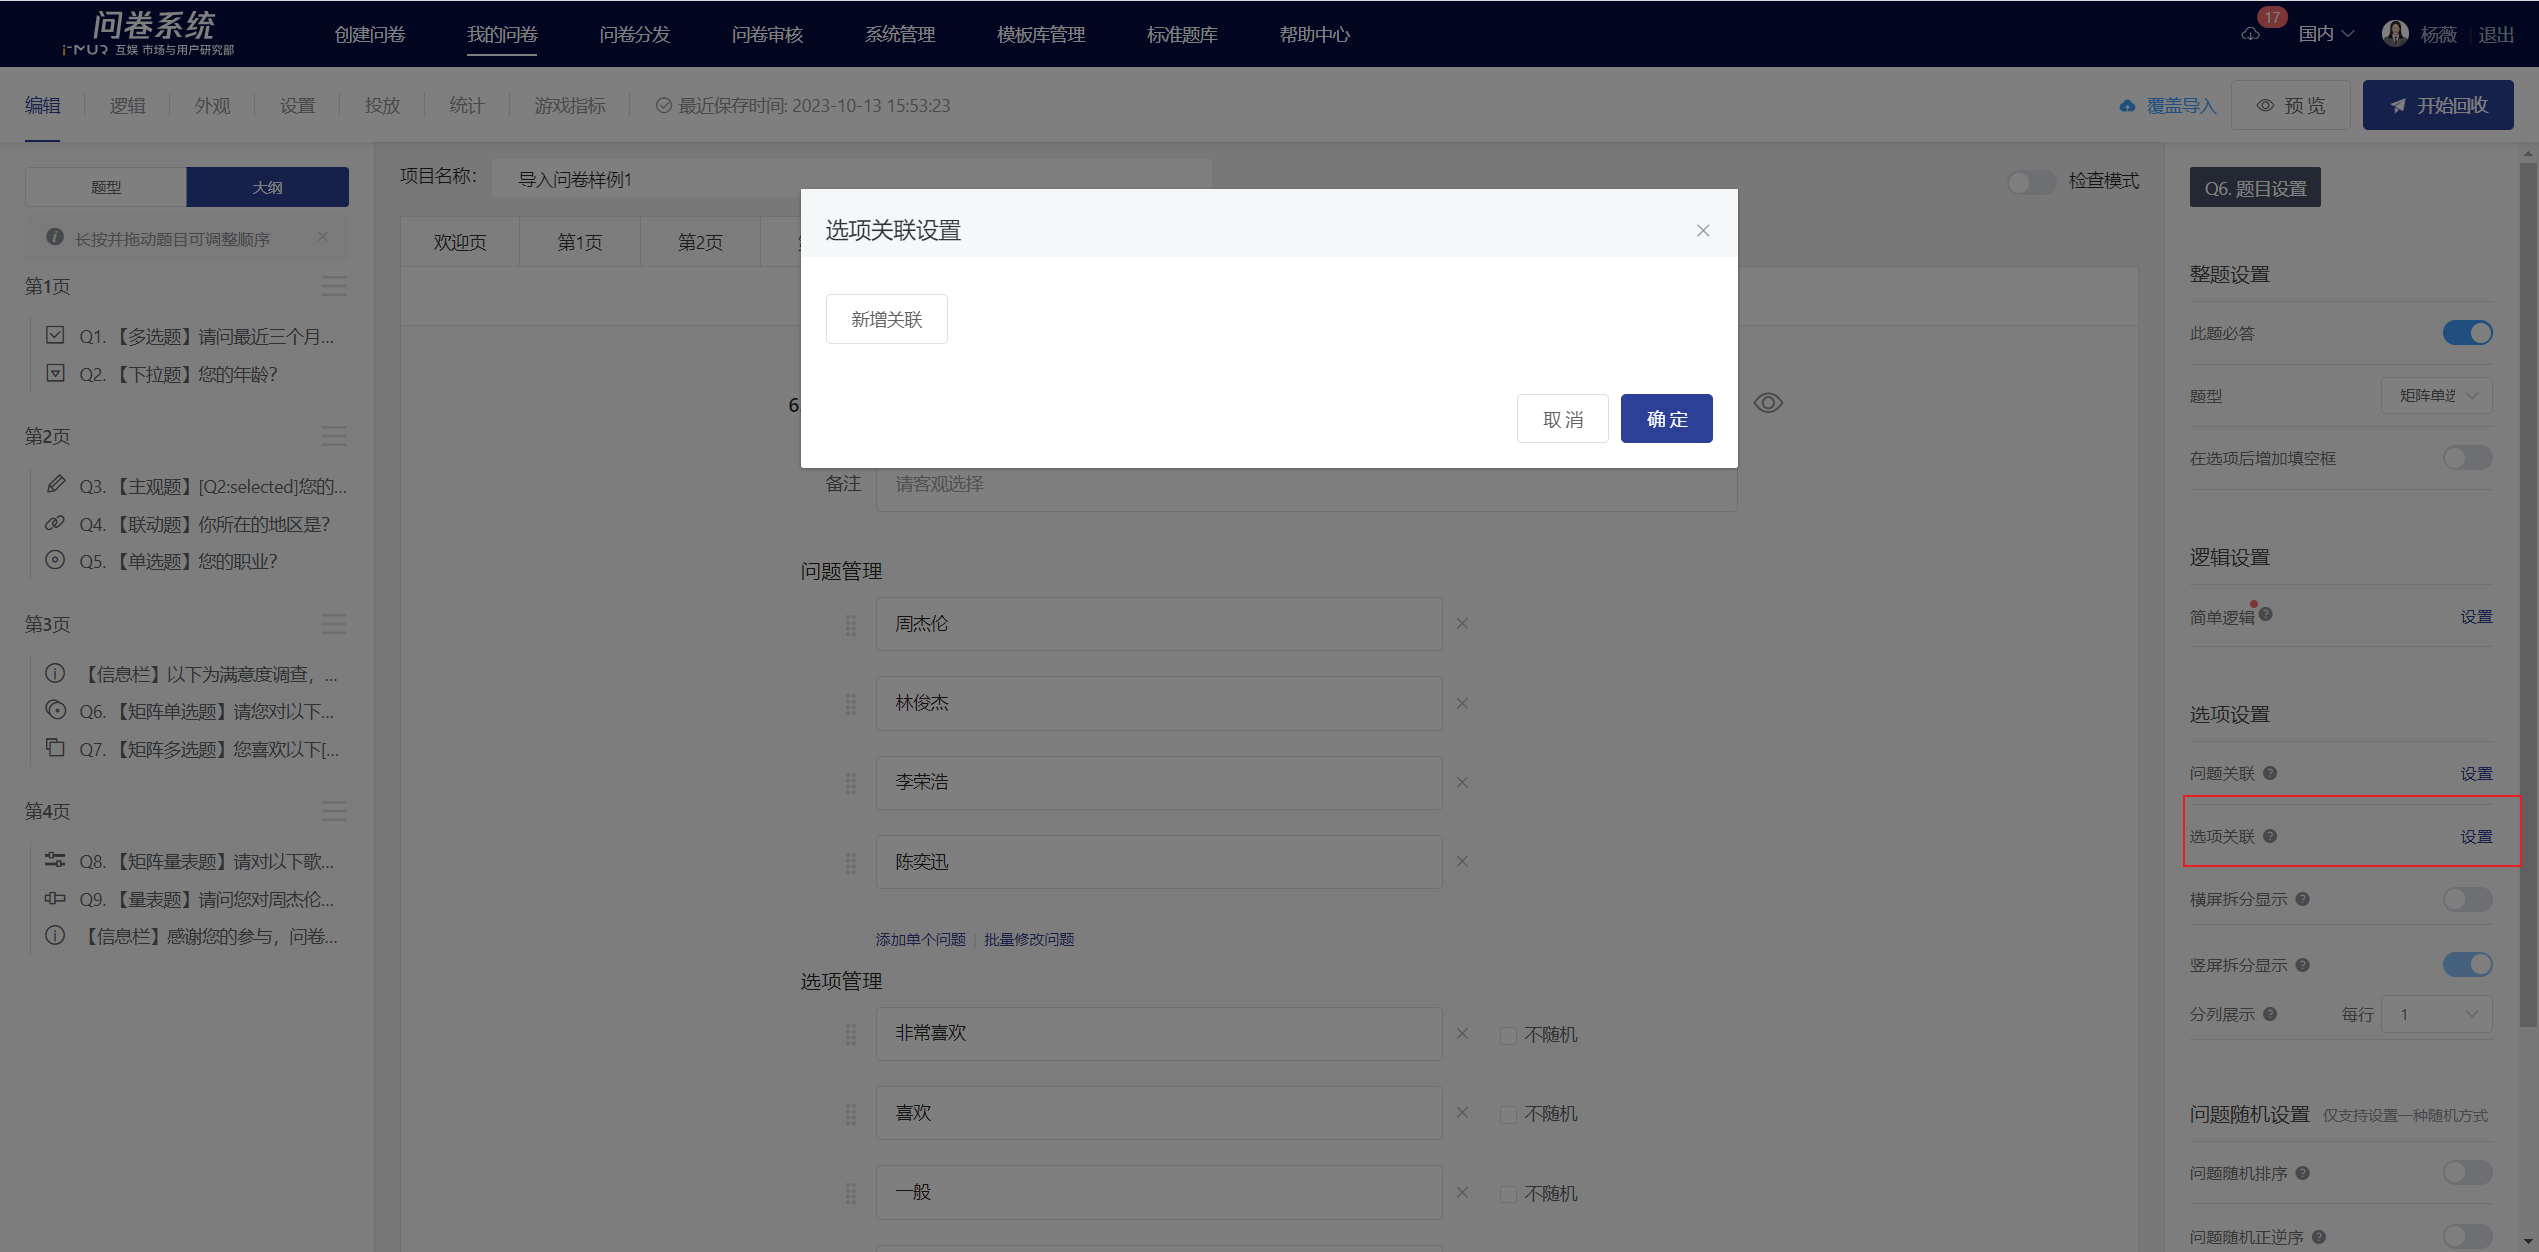 问卷系统
i-MUR 互娱 市场与用户研究部
创建问卷
我的问卷
问卷分发
问卷审核
系统管理
模板库管理
标准题库
帮助中心
17
国内
杨薇
退出
编辑
逻辑
外观
设置
投放
统计
游戏指标
最近保存时间: 2023-10-13 15:53:23
覆盖导入
预 览
开始回收
题型
大纲
长按并拖动题目可调整顺序
第1页
Q1. 【多选题】请问最近三个月...
Q2. 【下拉题】您的年龄?
第2页
Q3. 【主观题】[Q2:selected]您的...
Q4. 【联动题】你所在的地区是?
Q5. 【单选题】您的职业?
第3页
【信息栏】以下为满意度调查，...
Q6. 【矩阵单选题】请您对以下...
Q7. 【矩阵多选题】您喜欢以下[...
第4页
Q8. 【矩阵量表题】请对以下歌...
Q9. 【量表题】请问您对周杰伦...
【信息栏】感谢您的参与，问卷...
项目名称:
导入问卷样例1
检查模式
欢迎页
第1页
第2页
选项关联设置
新增关联
取 消
确 定
6.
备注
请客观选择
问题管理
周杰伦
林俊杰
李荣浩
陈奕迅
添加单个问题 | 批量修改问题
选项管理
非常喜欢
不随机
喜欢
不随机
一般
不随机
Q6. 题目设置
整题设置
此题必答
题型
矩阵单选
在选项后增加填空框
逻辑设置
简单逻辑
设置
选项设置
问题关联
设置
选项关联
设置
横屏拆分显示
竖屏拆分显示
分列展示
每行
1
问题随机设置 仅支持设置一种随机方式
问题随机排序
问题随机正逆序